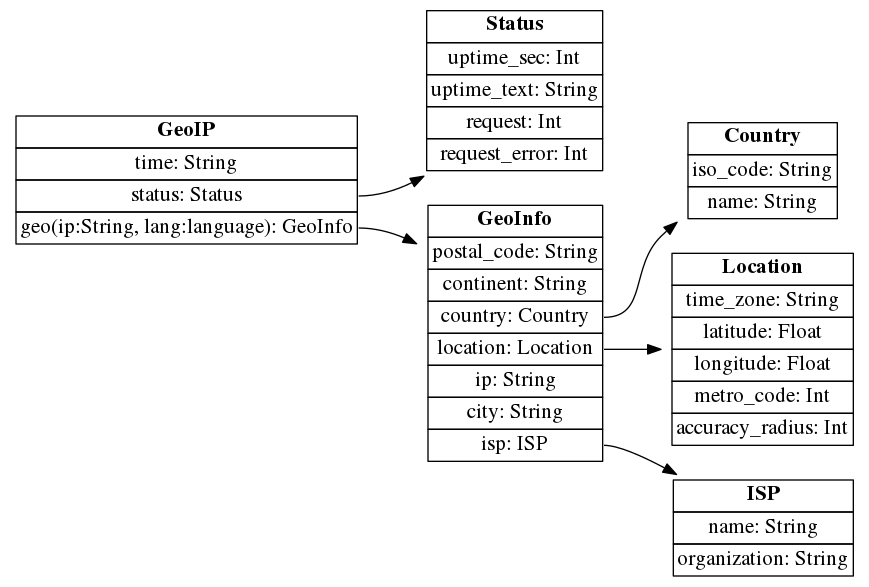 GeoIP
time: String
status: Status
geo(ip:String, lang:language): GeoInfo
Status
uptime_sec: Int
uptime_text: String
request: Int
request_error: Int
GeoInfo
postal_code: String
continent: String
country: Country
location: Location
ip: String
city: String
isp: ISP
Country
iso_code: String
name: String
Location
time_zone: String
latitude: Float
longitude: Float
metro_code: Int
accuracy_radius: Int
ISP
name: String
organization: String